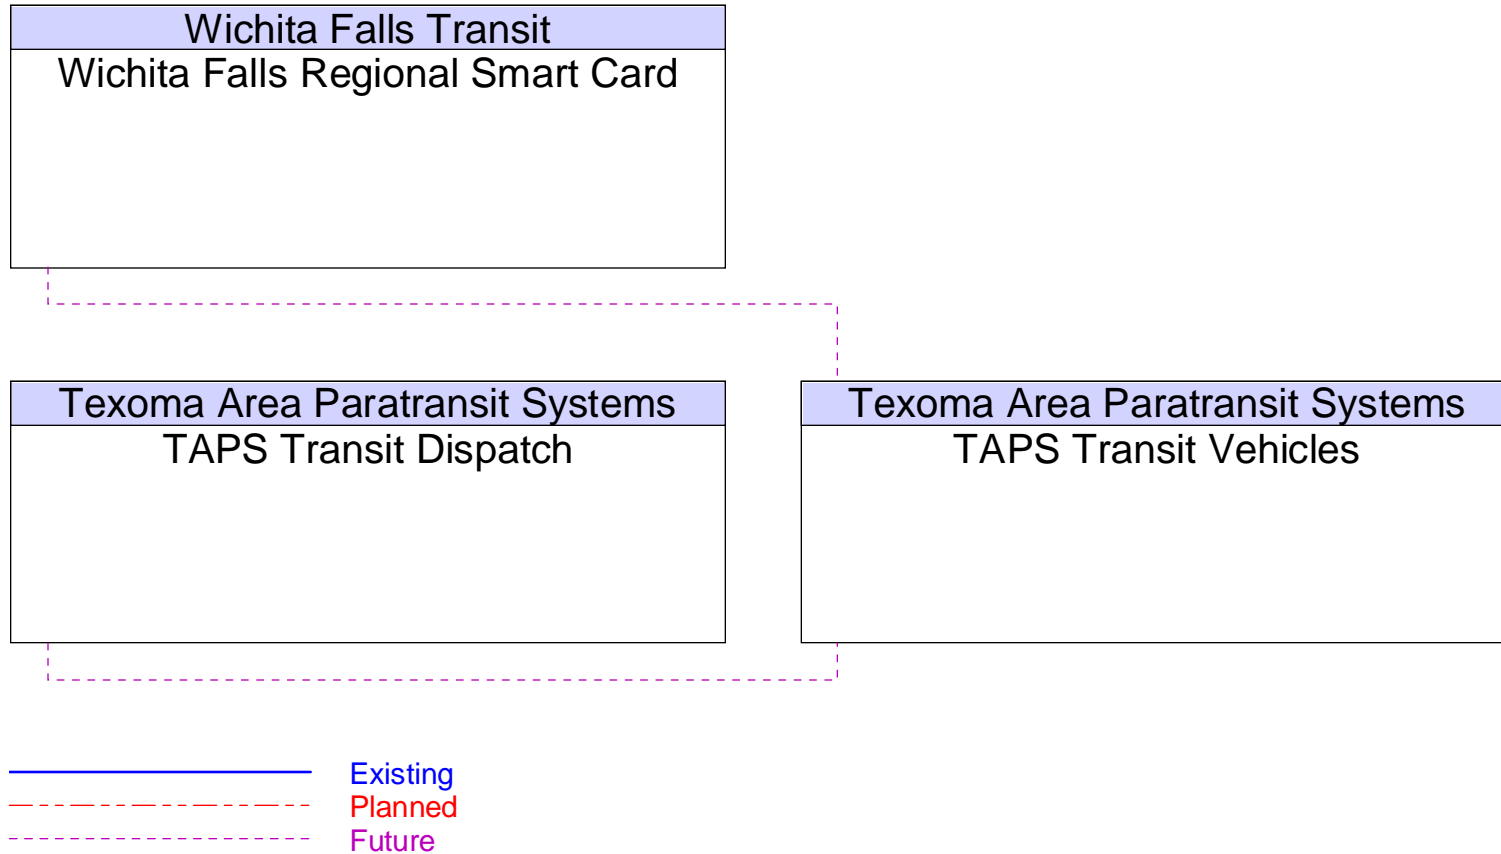 Wichita Falls Transit
Wichita Falls Regional Smart Card
Texoma Area Paratransit Systems
TAPS Transit Dispatch
Texoma Area Paratransit Systems
TAPS Transit Vehicles
Existing
Planned
Future